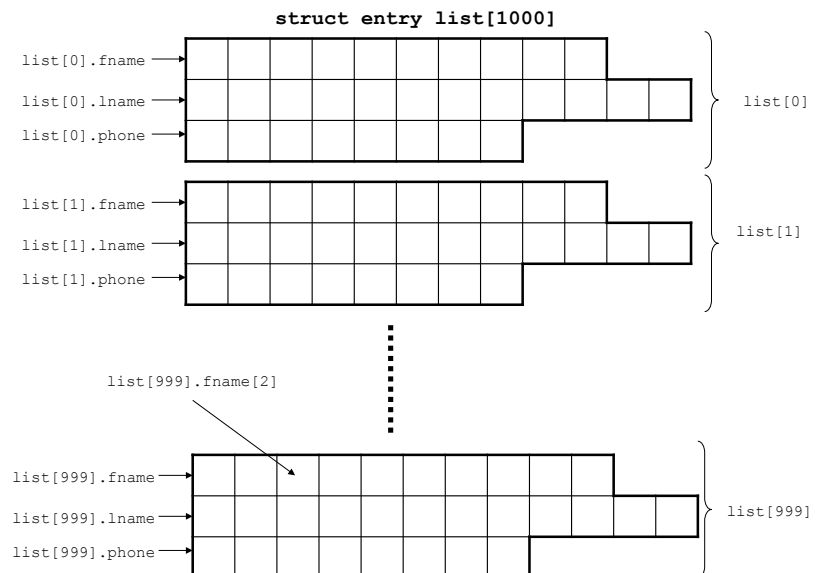 struct entry list[1000]
list[0].fname
list[0].lname
list[0].phone
list[0]
list[1].fname
list[1].lname
list[1].phone
list[1]
list[999].fname[2]
list[999].fname
list[999].lname
list[999].phone
list[999]